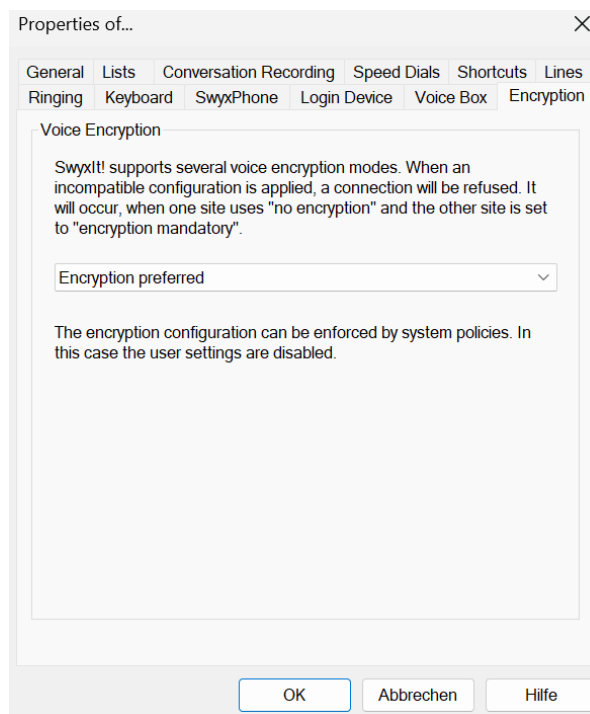 Properties of...
General Lists Conversation Recording Speed Dials Shortcuts Lines
Ringing Keyboard SwyxPhone Login Device Voice Box Encryption
Voice Encryption
SwyxIt! supports several voice encryption modes. When an
incompatible configuration is applied, a connection will be refused. It
will occur, when one site uses "no encryption" and the other site is set
to "encryption mandatory".
Encryption preferred
The encryption configuration can be enforced by system policies. In
this case the user settings are disabled.
OK Abbrechen Hilfe